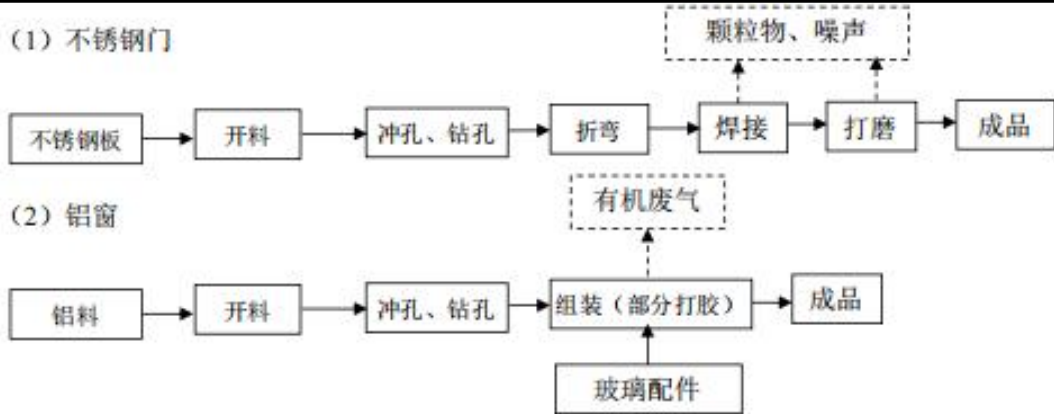 （1）不锈钢门
颗粒物、噪声
不锈钢板
开料
冲孔、钻孔
折弯
焊接
打磨
成品
（2）铝窗
有机废气
铝料
开料
冲孔、钻孔
组装（部分打胶）
成品
玻璃配件